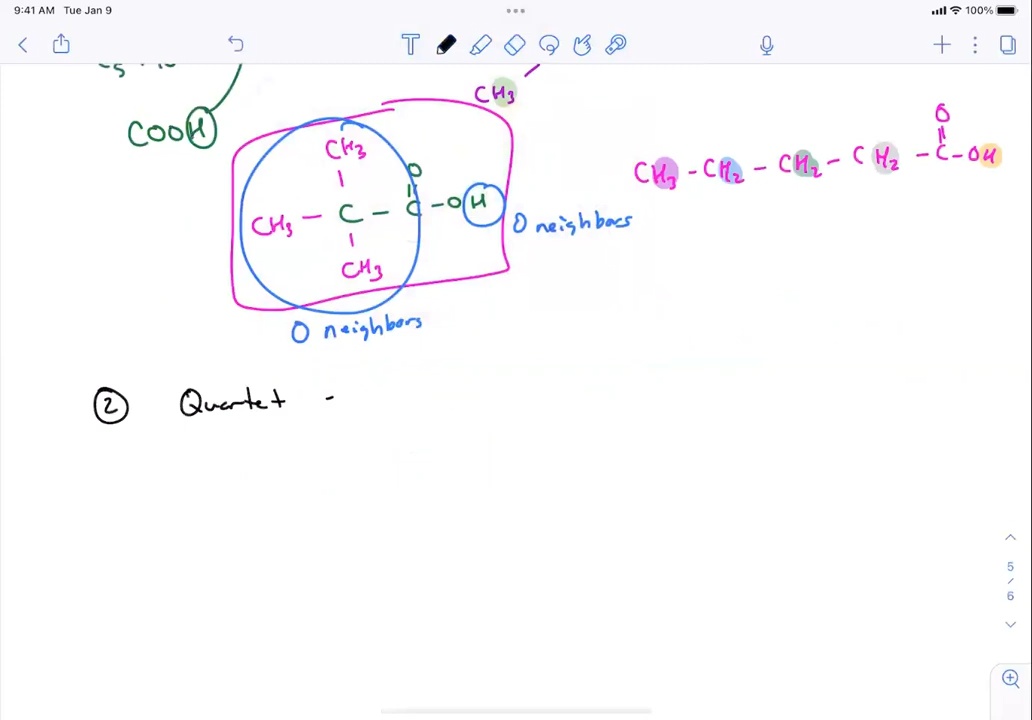 9:41 AM Tue Jan 9
100%
T
COOH
CH3
CH3
O
CH3 - C - C - OH
CH3
0 neighbors
0 neighbors
O
CH3 - CH2 - CH2 - CH2 - C - OH
2 Quartet -
5
/
6